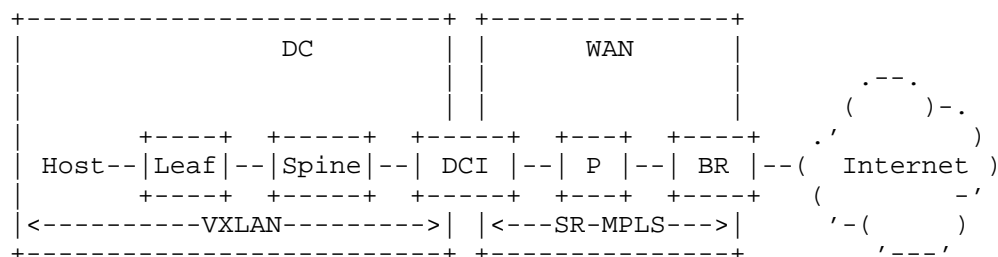 DC WAN
Host--|Leaf|--|Spine|--| DCI |--| P |--| BR |--( Internet )
|<----------VXLAN--------->| |<---SR-MPLS--->|